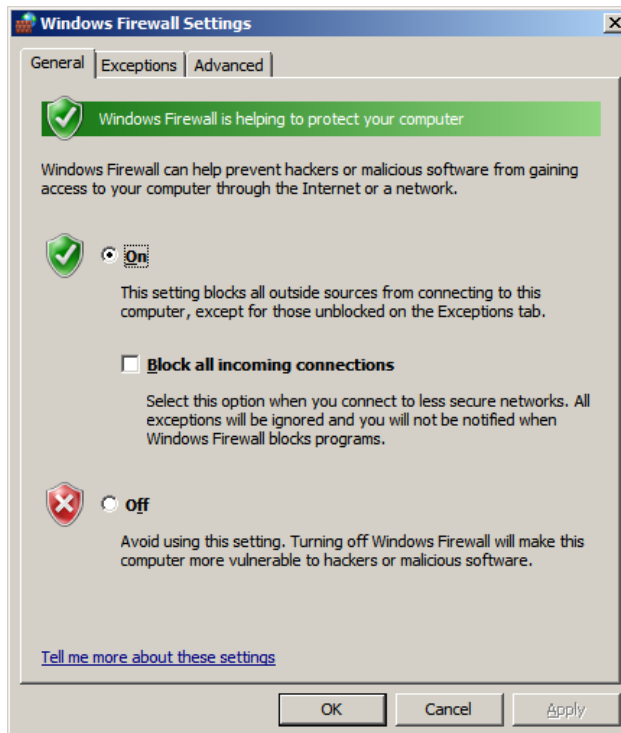 Windows Firewall Settings
General
Exceptions
Advanced
Windows Firewall is helping to protect your computer
Windows Firewall can help prevent hackers or malicious software from gaining
access to your computer through the Internet or a network.
On
This setting blocks all outside sources from connecting to this
computer, except for those unblocked on the Exceptions tab.
Block all incoming connections
Select this option when you connect to less secure networks. All
exceptions will be ignored and you will not be notified when
Windows Firewall blocks programs.
Off
Avoid using this setting. Turning off Windows Firewall will make this
computer more vulnerable to hackers or malicious software.
Tell me more about these settings
OK
Cancel
Apply